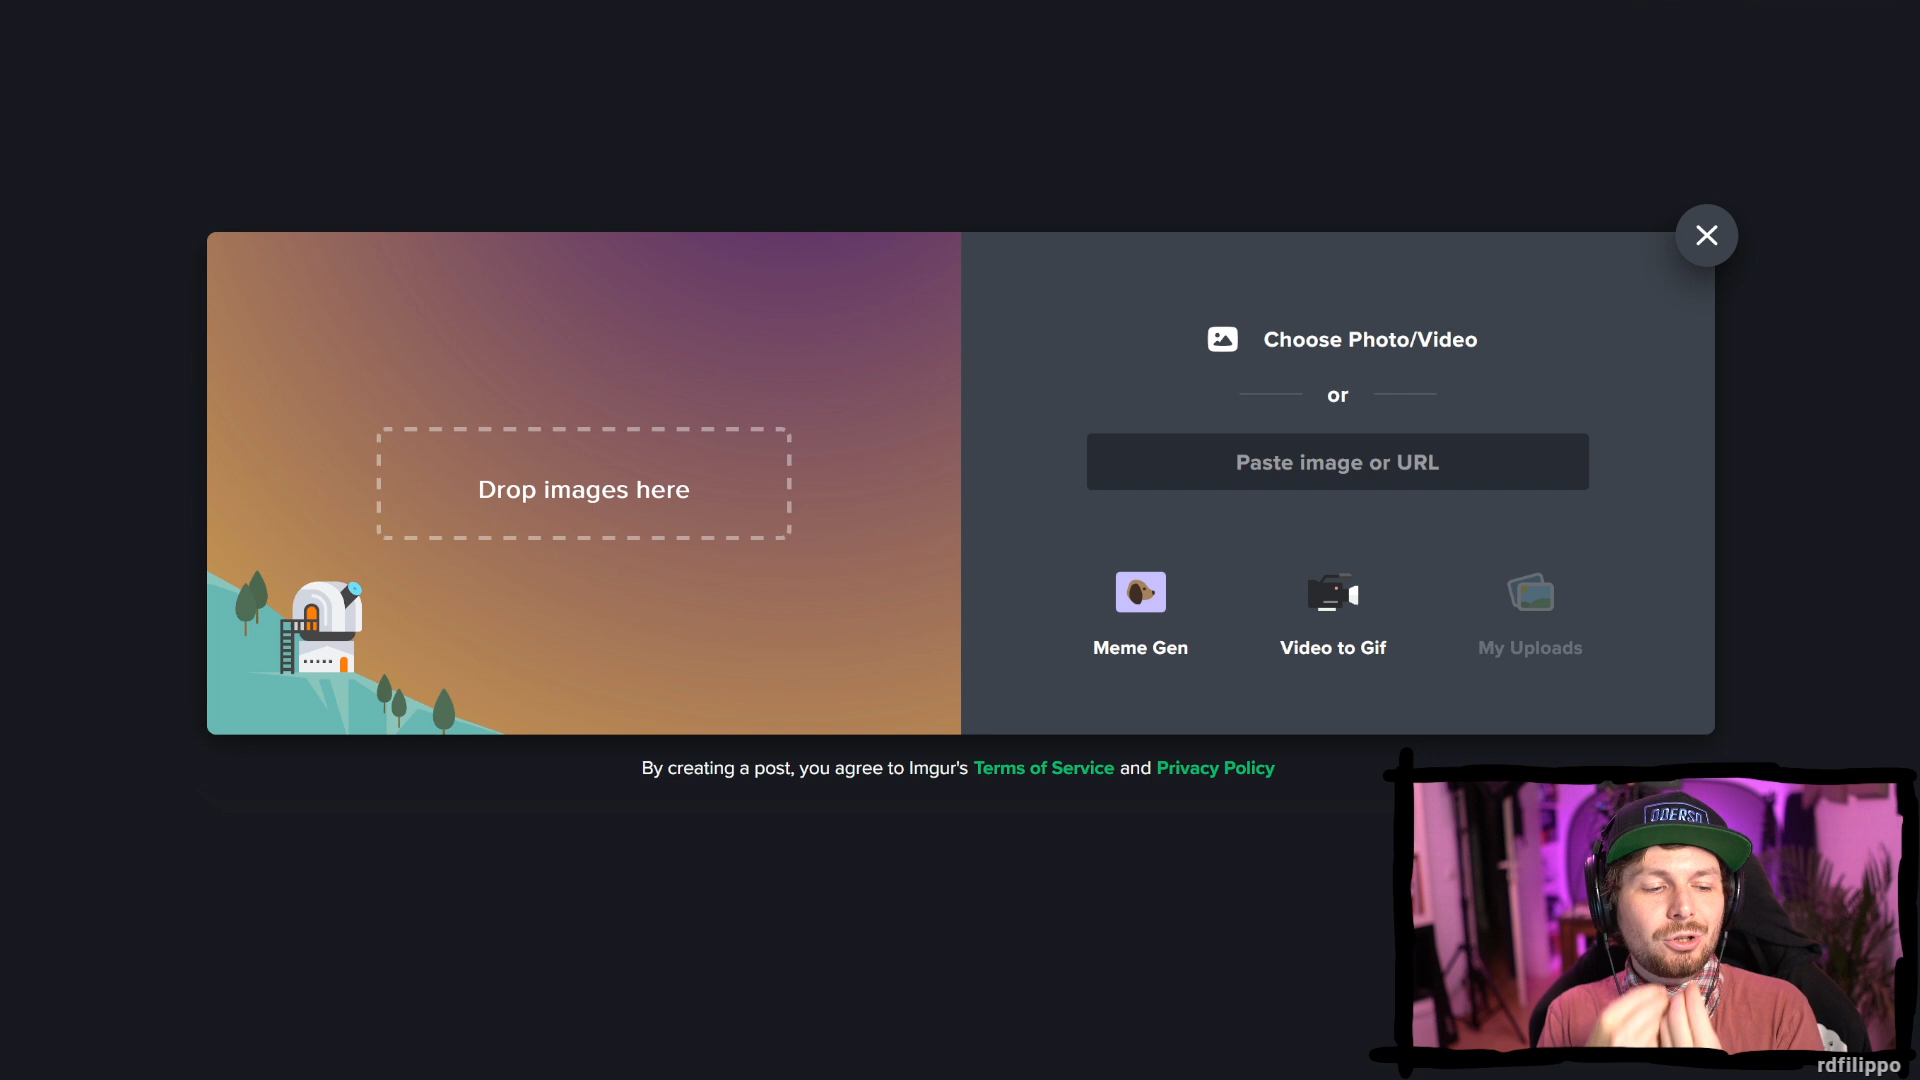 Choose Photo/Video
or
Drop images here
Paste image or URL
Meme Gen
Video to Gif
My Uploads
By creating a post, you agree to Imgur's Terms of Service and Privacy Policy
DDERSD
rdfilippo